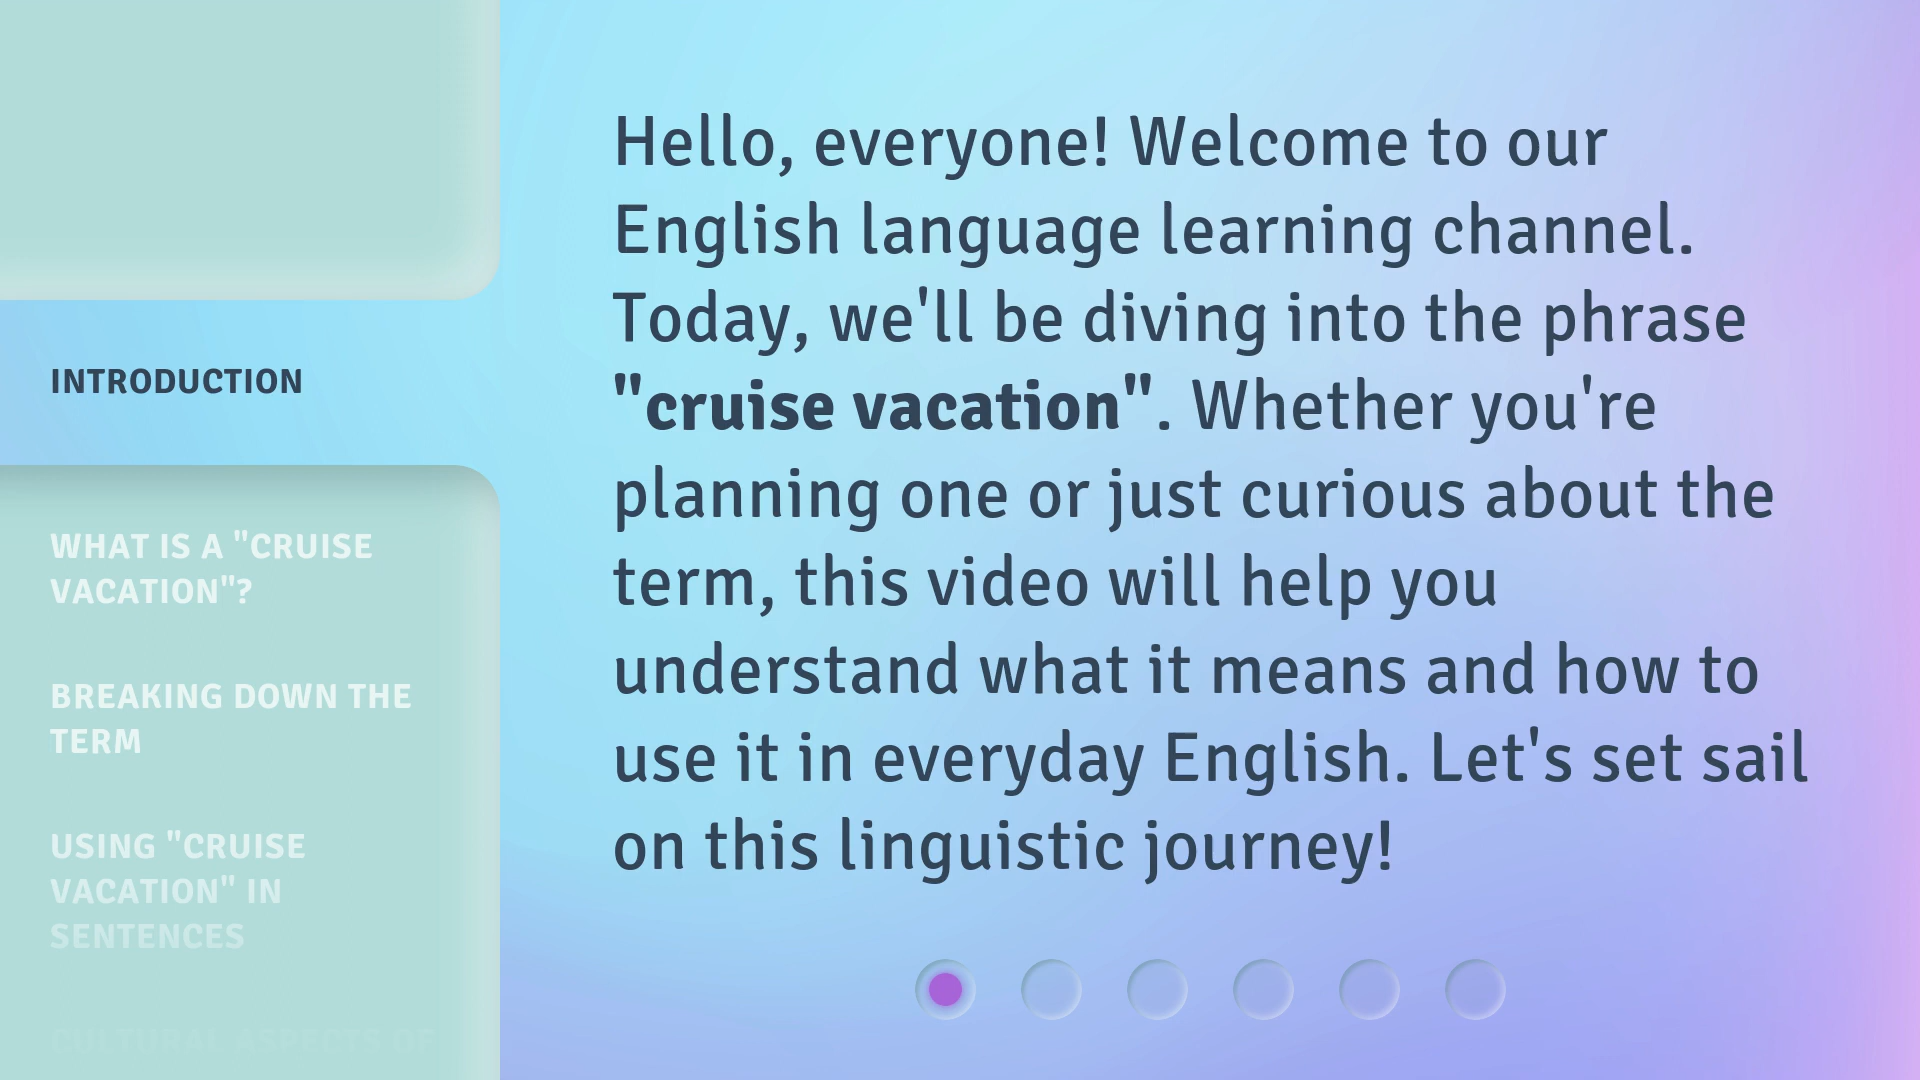 INTRODUCTION
WHAT IS A "CRUISE
VACATION"?
BREAKING DOWN THE
TERM
USING "CRUISE
VACATION" IN
SENTENCES
CULTURAL ASPECTS OF
Hello, everyone! Welcome to our
English language learning channel.
Today, we'll be diving into the phrase
"cruise vacation". Whether you're
planning one or just curious about the
term, this video will help you
understand what it means and how to
use it in everyday English. Let's set sail
on this linguistic journey!